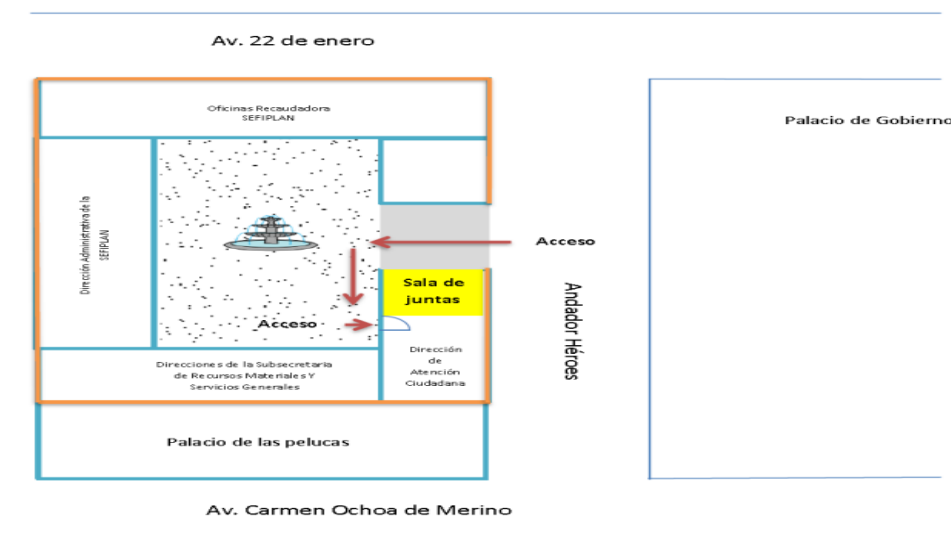 Av. 22 de enero
Oficinas Recaudadora
SEFIPLAN
Palacio de Gobierno
Dirección Administrativa de la
SEFIPLAN
Acceso
Sala de
juntas
Andador Héroes
Acceso
Dirección
de
Atención
Ciudadana
Direcciones de la Subsecretaria
de Recursos Materiales Y
Servicios Generales
Palacio de las pelucas
Av. Carmen Ochoa de Merino